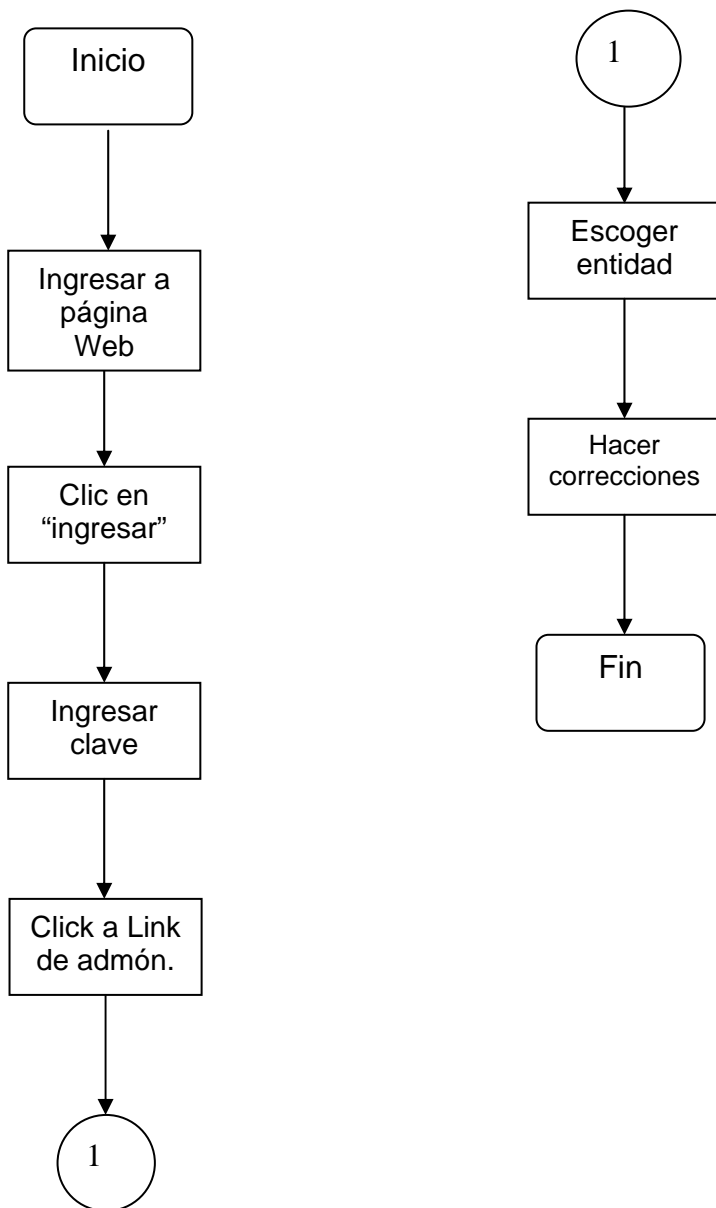 Inicio
Ingresar a
página
Web
Clic en
“ingresar”
Ingresar
clave
Click a Link
de admón.
1
1
Escoger
entidad
Hacer
correcciones
Fin